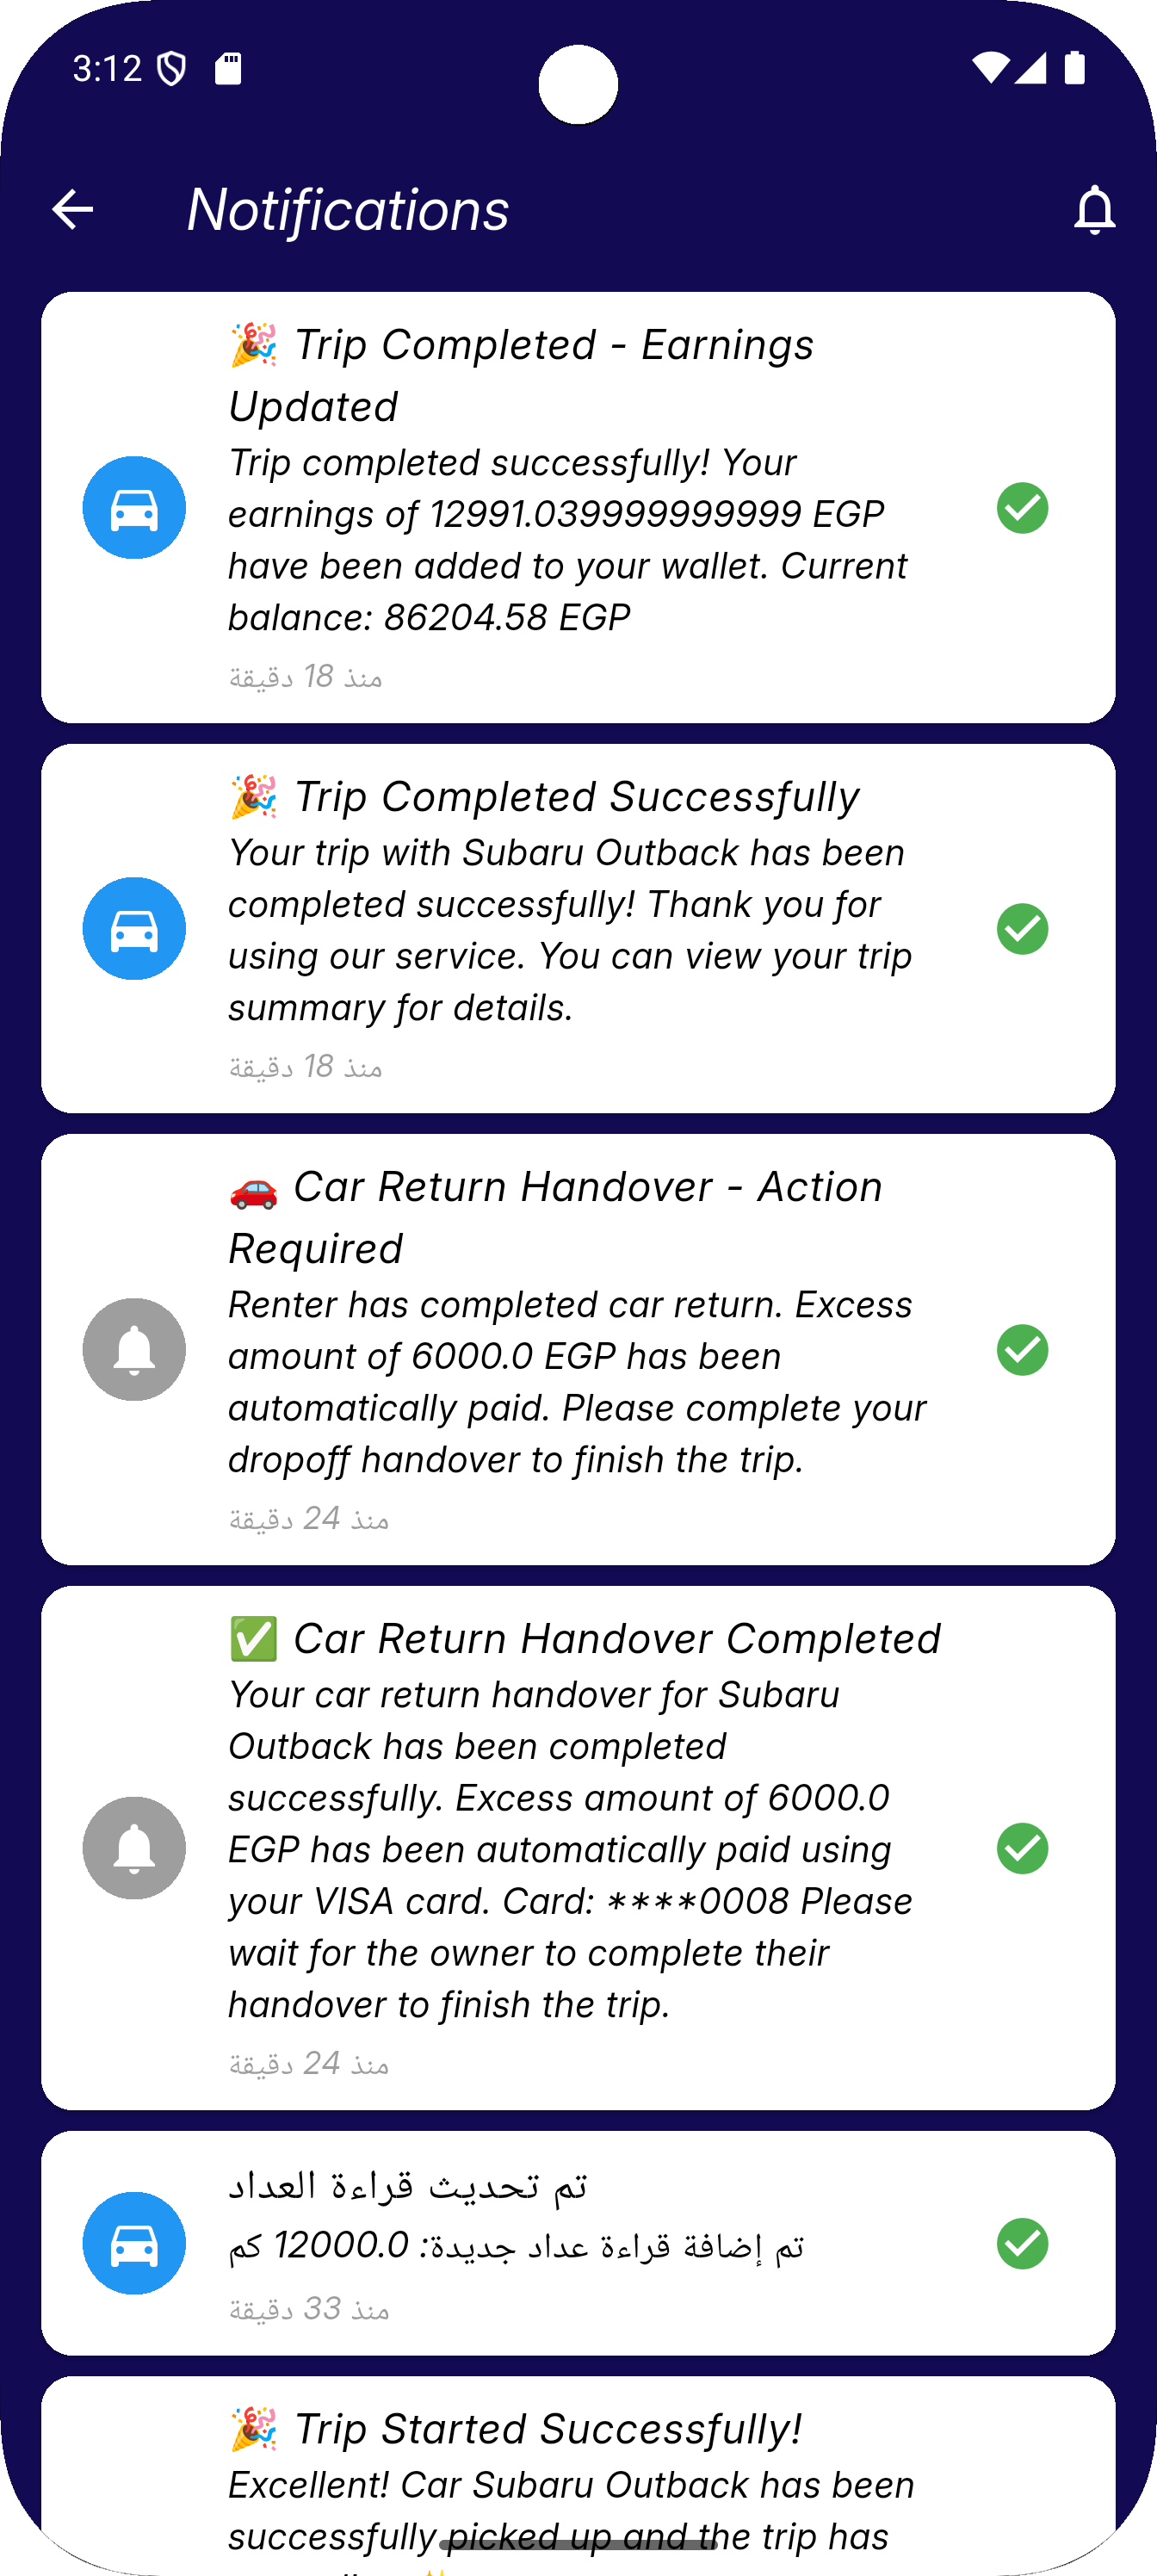 3:12
Notifications
🎉 Trip Completed - Earnings
Updated
Trip completed successfully! Your
earnings of 12991.039999999999 EGP
have been added to your wallet. Current
balance: 86204.58 EGP
منذ 18 دقيقة
🎉 Trip Completed Successfully
Your trip with Subaru Outback has been
completed successfully! Thank you for
using our service. You can view your trip
summary for details.
منذ 18 دقيقة
🚗 Car Return Handover - Action
Required
Renter has completed car return. Excess
amount of 6000.0 EGP has been
automatically paid. Please complete your
dropoff handover to finish the trip.
منذ 24 دقيقة
✅ Car Return Handover Completed
Your car return handover for Subaru
Outback has been completed
successfully. Excess amount of 6000.0
EGP has been automatically paid using
your VISA card. Card: ****0008 Please
wait for the owner to complete their
handover to finish the trip.
منذ 24 دقيقة
تم تحديث قراءة العداد
تم إضافة قراءة عداد جديدة: 12000.0 كم
منذ 33 دقيقة
🎉 Trip Started Successfully!
Excellent! Car Subaru Outback has been
successfully picked up and the trip has